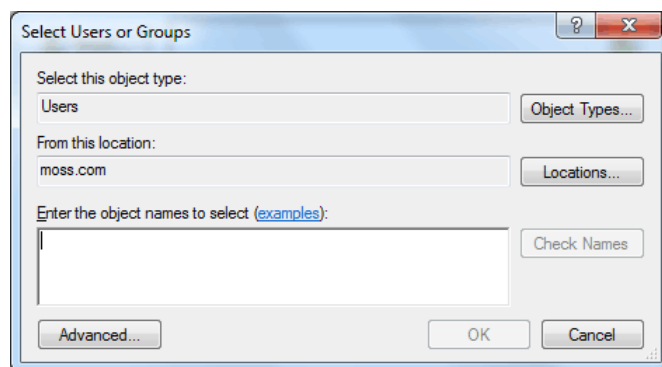 Select Users or Groups
Select this object type:
Users
Object Types...
From this location:
moss.com
Locations...
Enter the object names to select (examples):
Check Names
Advanced...
OK
Cancel